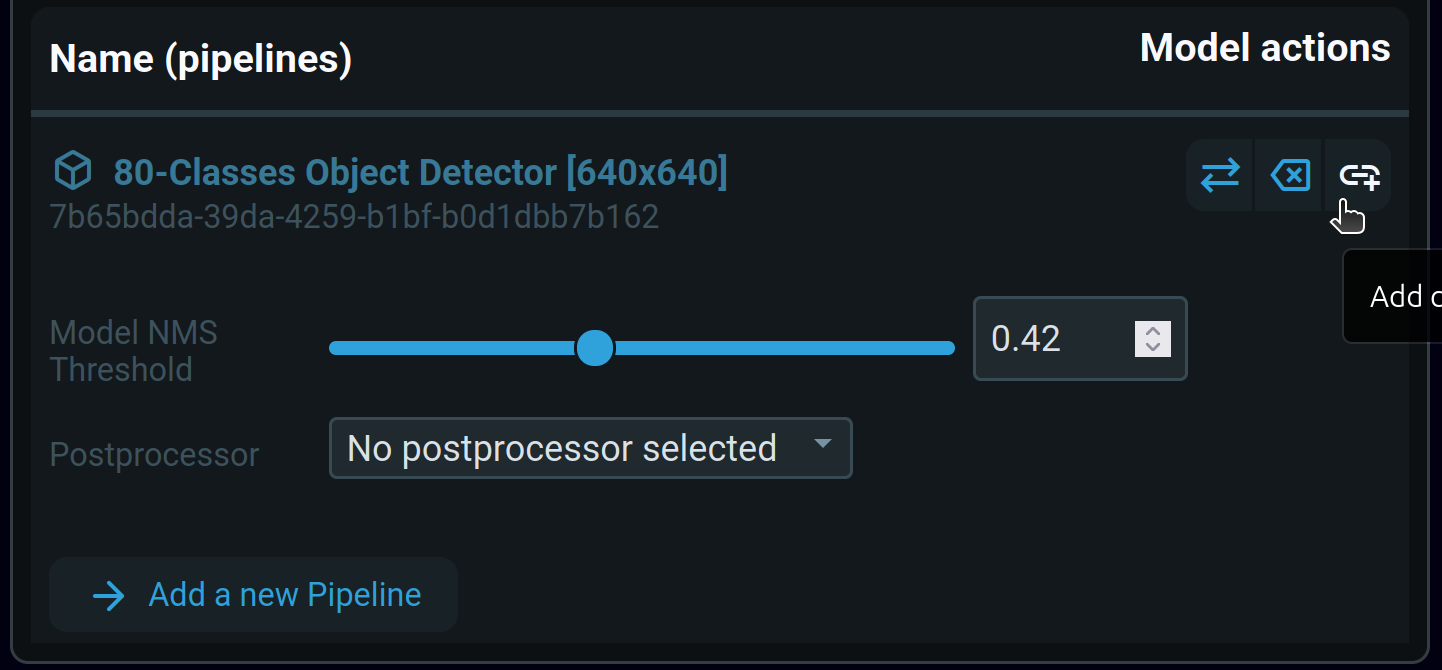 Name (pipelines)
Model actions
80-Classes Object Detector [640x640]
7b65bdda-39da-4259-b1bf-b0d1dbb7b162
Model NMS
Threshold
0.42
Add
Postprocessor
No postprocessor selected
Add a new Pipeline